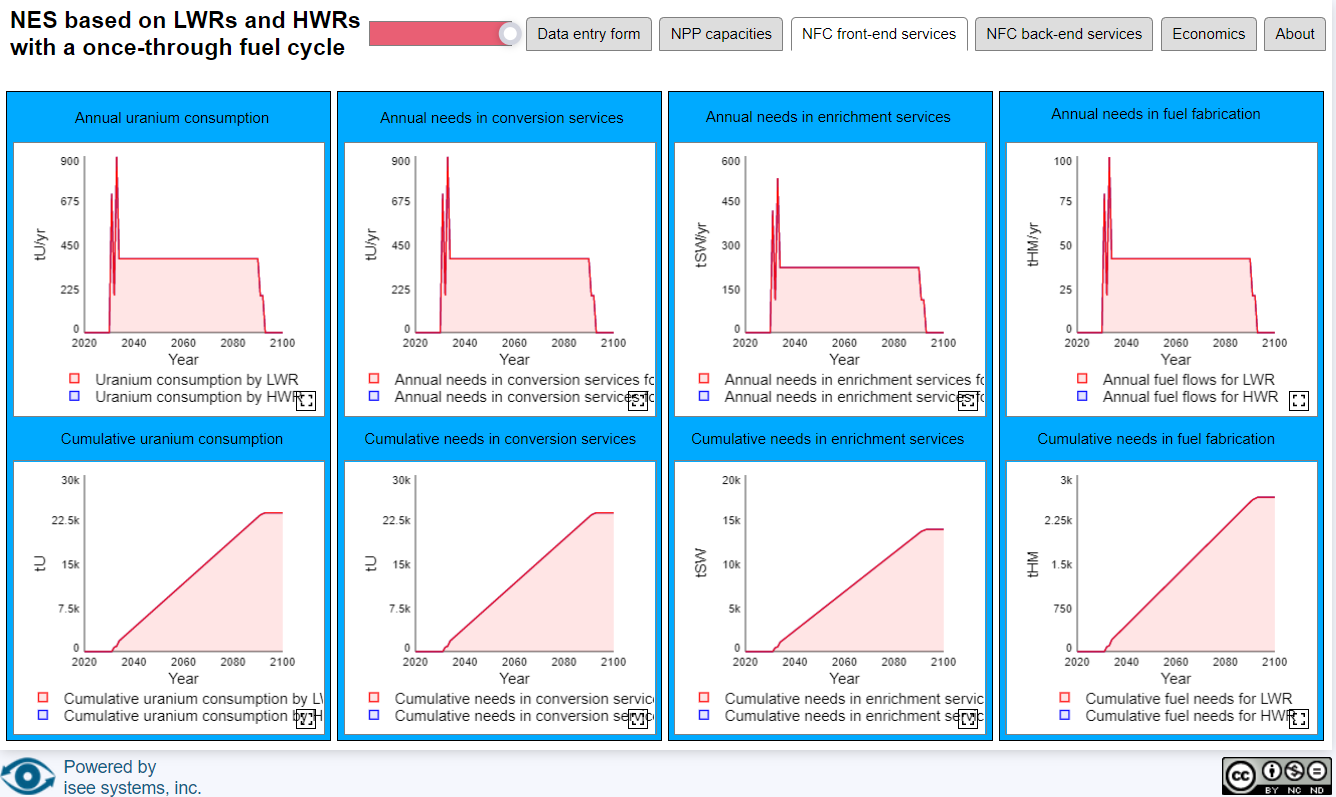 NES based on LWRs and HWRs
with a once-through fuel cycle
Data entry form
NPP capacities
NFC front-end services
NFC back-end services
Economics
About
Annual uranium consumption
900
675
450
225
0
tU/yr
2020 2040 2060 2080 2100
Year
Uranium consumption by LWR
Uranium consumption by HWR
Annual needs in conversion services
900
675
450
225
0
tU/yr
2020 2040 2060 2080 2100
Year
Annual needs in conversion services fo
Annual needs in conversion services fo
Annual needs in enrichment services
600
450
300
150
0
tSW/yr
2020 2040 2060 2080 2100
Year
Annual needs in enrichment services fo
Annual needs in enrichment services fo
Annual needs in fuel fabrication
100
75
50
25
0
tHM/yr
2020 2040 2060 2080 2100
Year
Annual fuel flows for LWR
Annual fuel flows for HWR
Cumulative uranium consumption
30k
22.5k
15k
7.5k
0
tU
2020 2040 2060 2080 2100
Year
Cumulative uranium consumption by LW
Cumulative uranium consumption by H
Cumulative needs in conversion services
30k
22.5k
15k
7.5k
0
tU
2020 2040 2060 2080 2100
Year
Cumulative needs in conversion servic
Cumulative needs in conversion servic
Cumulative needs in enrichment services
20k
15k
10k
5k
0
tSW
2020 2040 2060 2080 2100
Year
Cumulative needs in enrichment servic
Cumulative needs in enrichment servic
Cumulative needs in fuel fabrication
3k
2.25k
1.5k
750
0
tHM
2020 2040 2060 2080 2100
Year
Cumulative fuel needs for LWR
Cumulative fuel needs for HWR
Powered by
isee systems, inc.
cc
BY NC ND